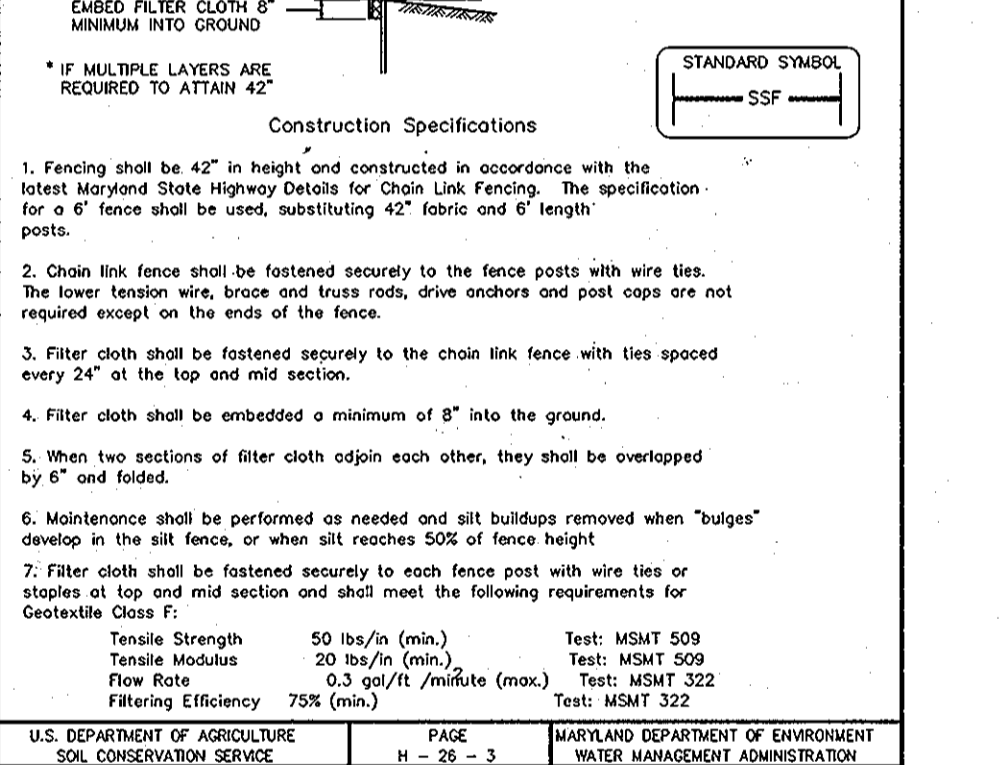 EMBED FILTER CLOTH 8"
MINIMUM INTO GROUND
* IF MULTIPLE LAYERS ARE
REQUIRED TO ATTAIN 42"
STANDARD SYMBOL
SSF
Construction Specifications
1. Fencing shall be 42" in height and constructed in accordance with the
latest Maryland State Highway Details for Chain Link Fencing. The specification
for a 6' fence shall be used, substituting 42" fabric and 6' length
posts.
2. Chain link fence shall be fastened securely to the fence posts with wire ties.
The lower tension wire, brace and truss rods, drive anchors and post caps are not
required except on the ends of the fence.
3. Filter cloth shall be fastened securely to the chain link fence with ties spaced
every 24" at the top and mid section.
4. Filter cloth shall be embedded a minimum of 8" into the ground.
5. When two sections of filter cloth adjoin each other, they shall be overlapped
by 6" and folded.
6. Maintenance shall be performed as needed and silt buildups removed when "bulges"
develop in the silt fence, or when silt reaches 50% of fence height
7. Filter cloth shall be fastened securely to each fence post with wire ties or
staples at top and mid section and shall meet the following requirements for
Geotextile Class F:
Tensile Strength 50 lbs/in (min.) Test: MSMT 509
Tensile Modulus 20 lbs/in (min.) Test: MSMT 509
Flow Rate 0.3 gal/ft²/minute (max.) Test: MSMT 322
Filtering Efficiency 75% (min.) Test: MSMT 322
U.S. DEPARTMENT OF AGRICULTURE
SOIL CONSERVATION SERVICE
PAGE
H - 26 - 3
MARYLAND DEPARTMENT OF ENVIRONMENT
WATER MANAGEMENT ADMINISTRATION